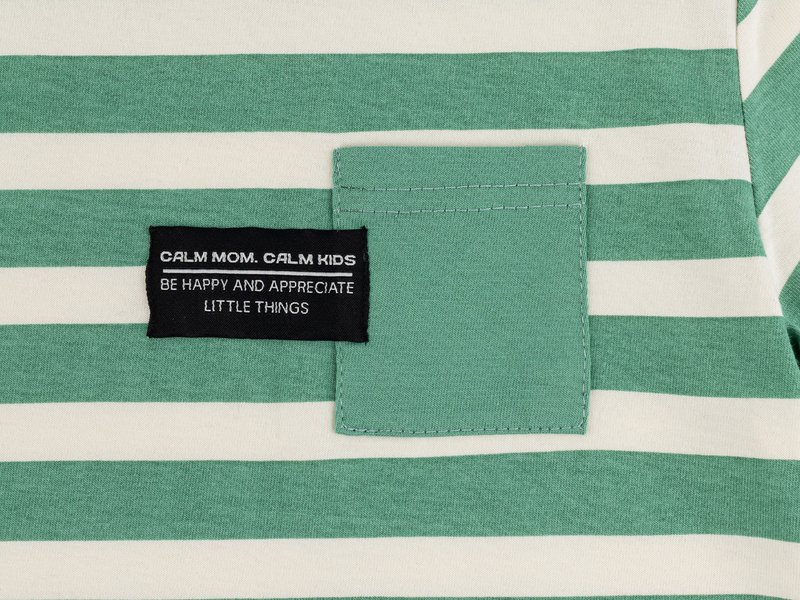 CALM MOM. CALM KIDS
BE HAPPY AND APPRECIATE
LITTLE THINGS